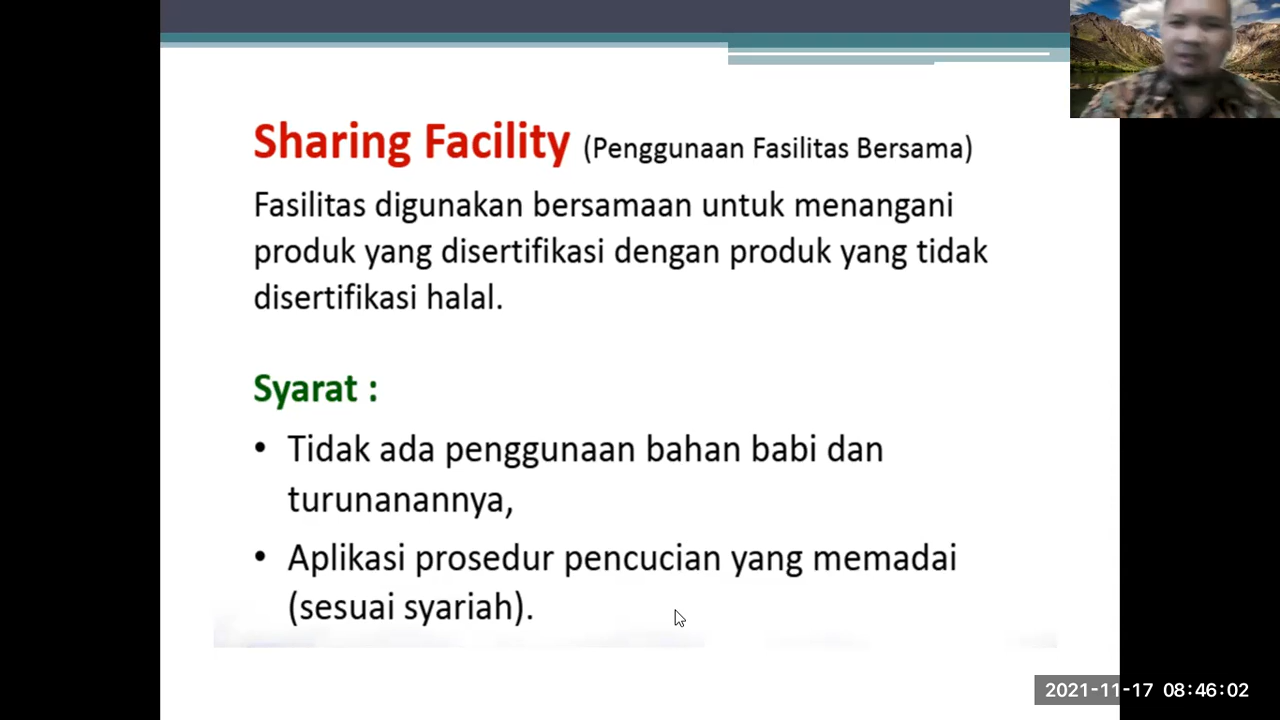 Sharing Facility (Penggunaan Fasilitas Bersama)
Fasilitas digunakan bersamaan untuk menangani
produk yang disertifikasi dengan produk yang tidak
disertifikasi halal.
Syarat :
• Tidak ada penggunaan bahan babi dan
turunanannya,
• Aplikasi prosedur pencucian yang memadai
(sesuai syariah).
2021-11-17 08:46:02